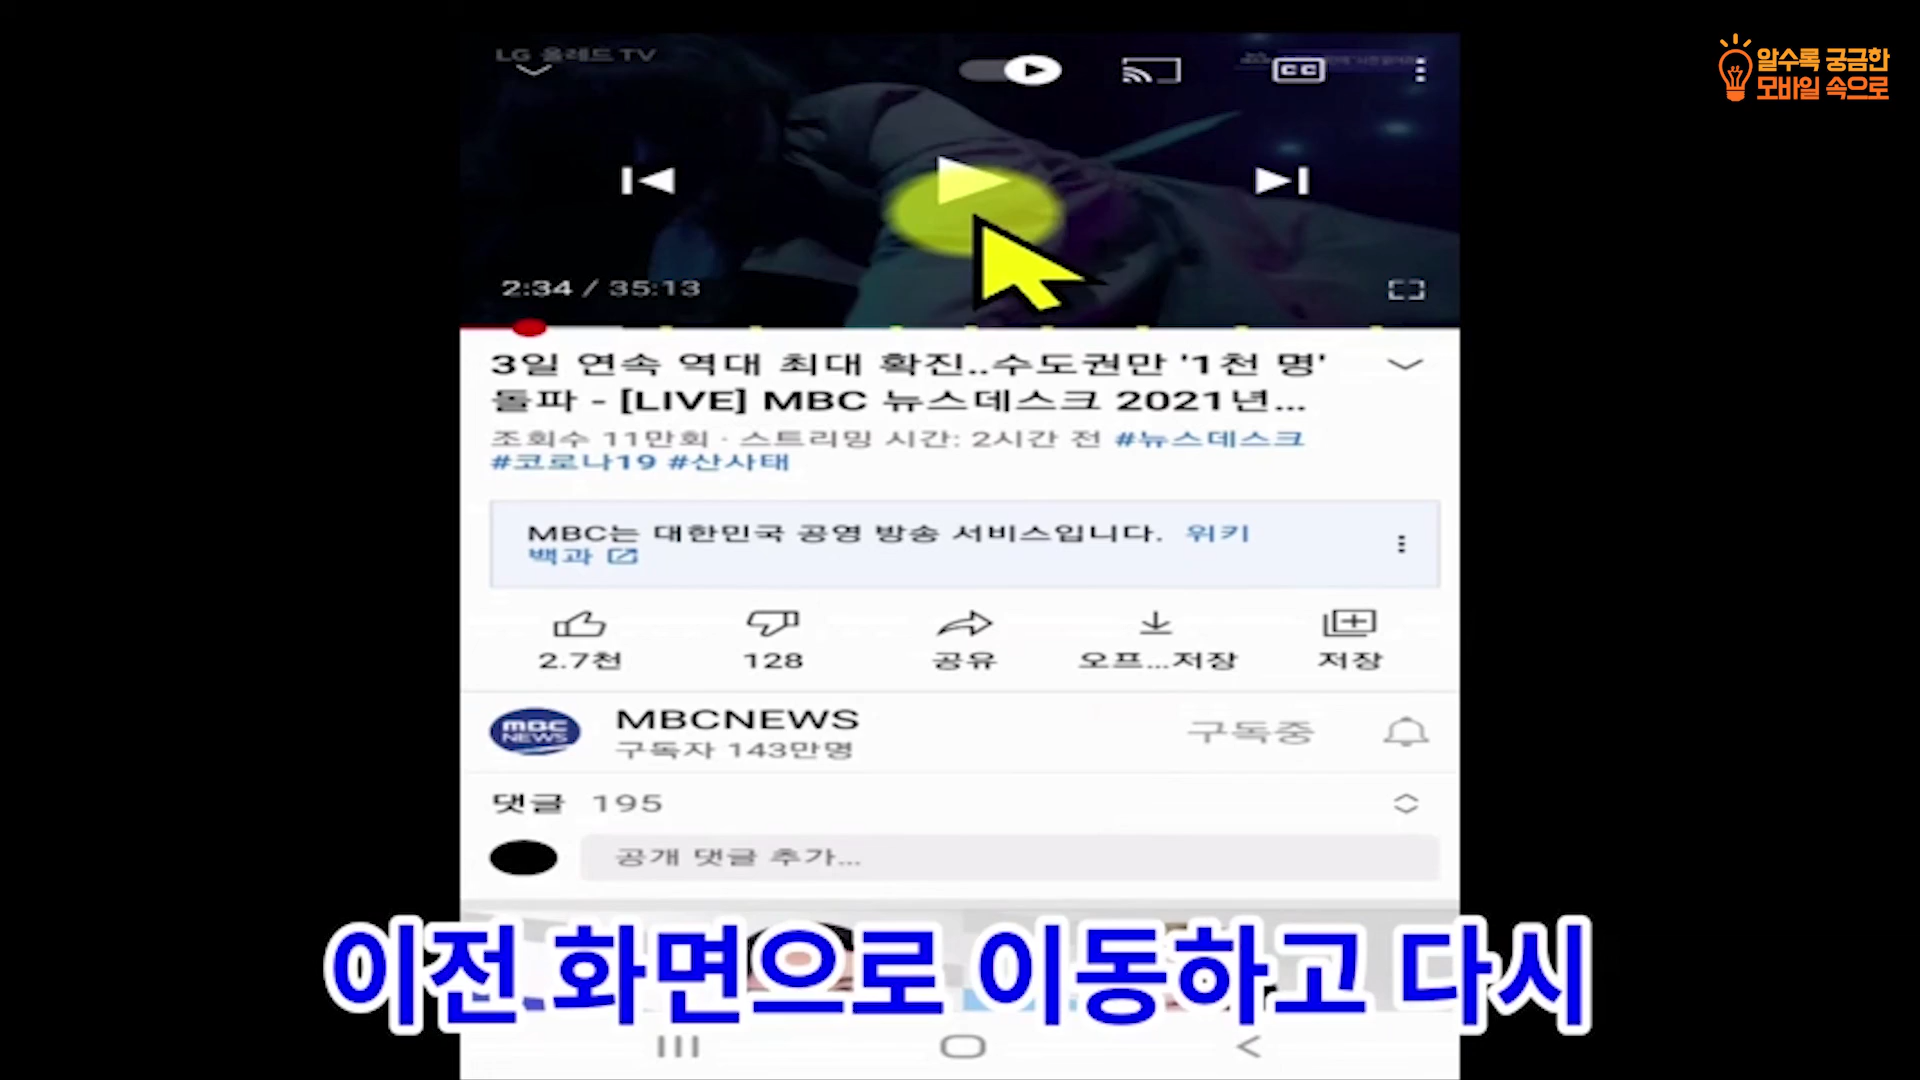 LG 올레드 TV
CC
알수록 궁금한
모바일 속으로
2:34 / 35:13
3일 연속 역대 최대 확진..수도권만 '1천 명'
돌파 - [LIVE] MBC 뉴스데스크 2021년...
조회수 11만회 · 스트리밍 시간: 2시간 전 #뉴스데스크
#코로나19 #산사태
MBC는 대한민국 공영 방송 서비스입니다. 위키
백과
2.7천
128
공유
오프...저장
저장
MBC
NEWS
MBCNEWS
구독자 143만명
구독중
댓글 195
공개 댓글 추가...
이전 화면으로 이동하고 다시